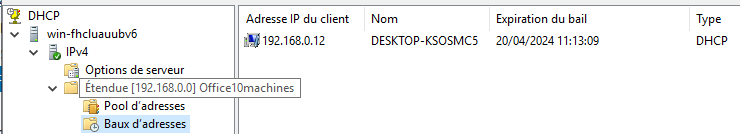 DHCP
win-fhcluauubv6
IPv4
Options de serveur
Étendue [192.168.0.0] Office10machines
Pool d'adresses
Baux d'adresses
Adresse IP du client Nom Expiration du bail Type
192.168.0.12 DESKTOP-KSOSMC5 20/04/2024 11:13:09 DHCP